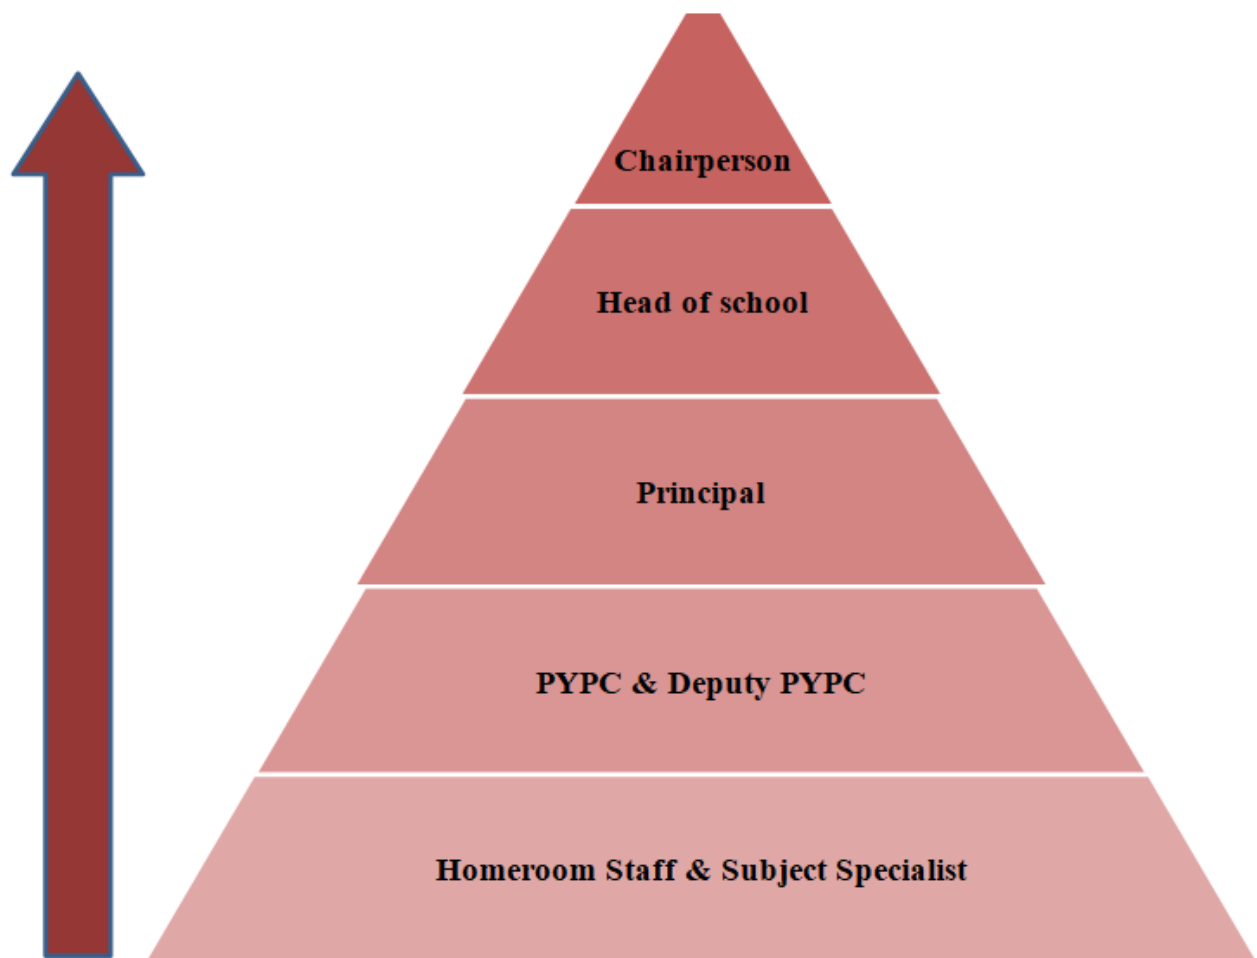 Chairperson
Head of school
Principal
PYPC & Deputy PYPC
Homeroom Staff & Subject Specialist